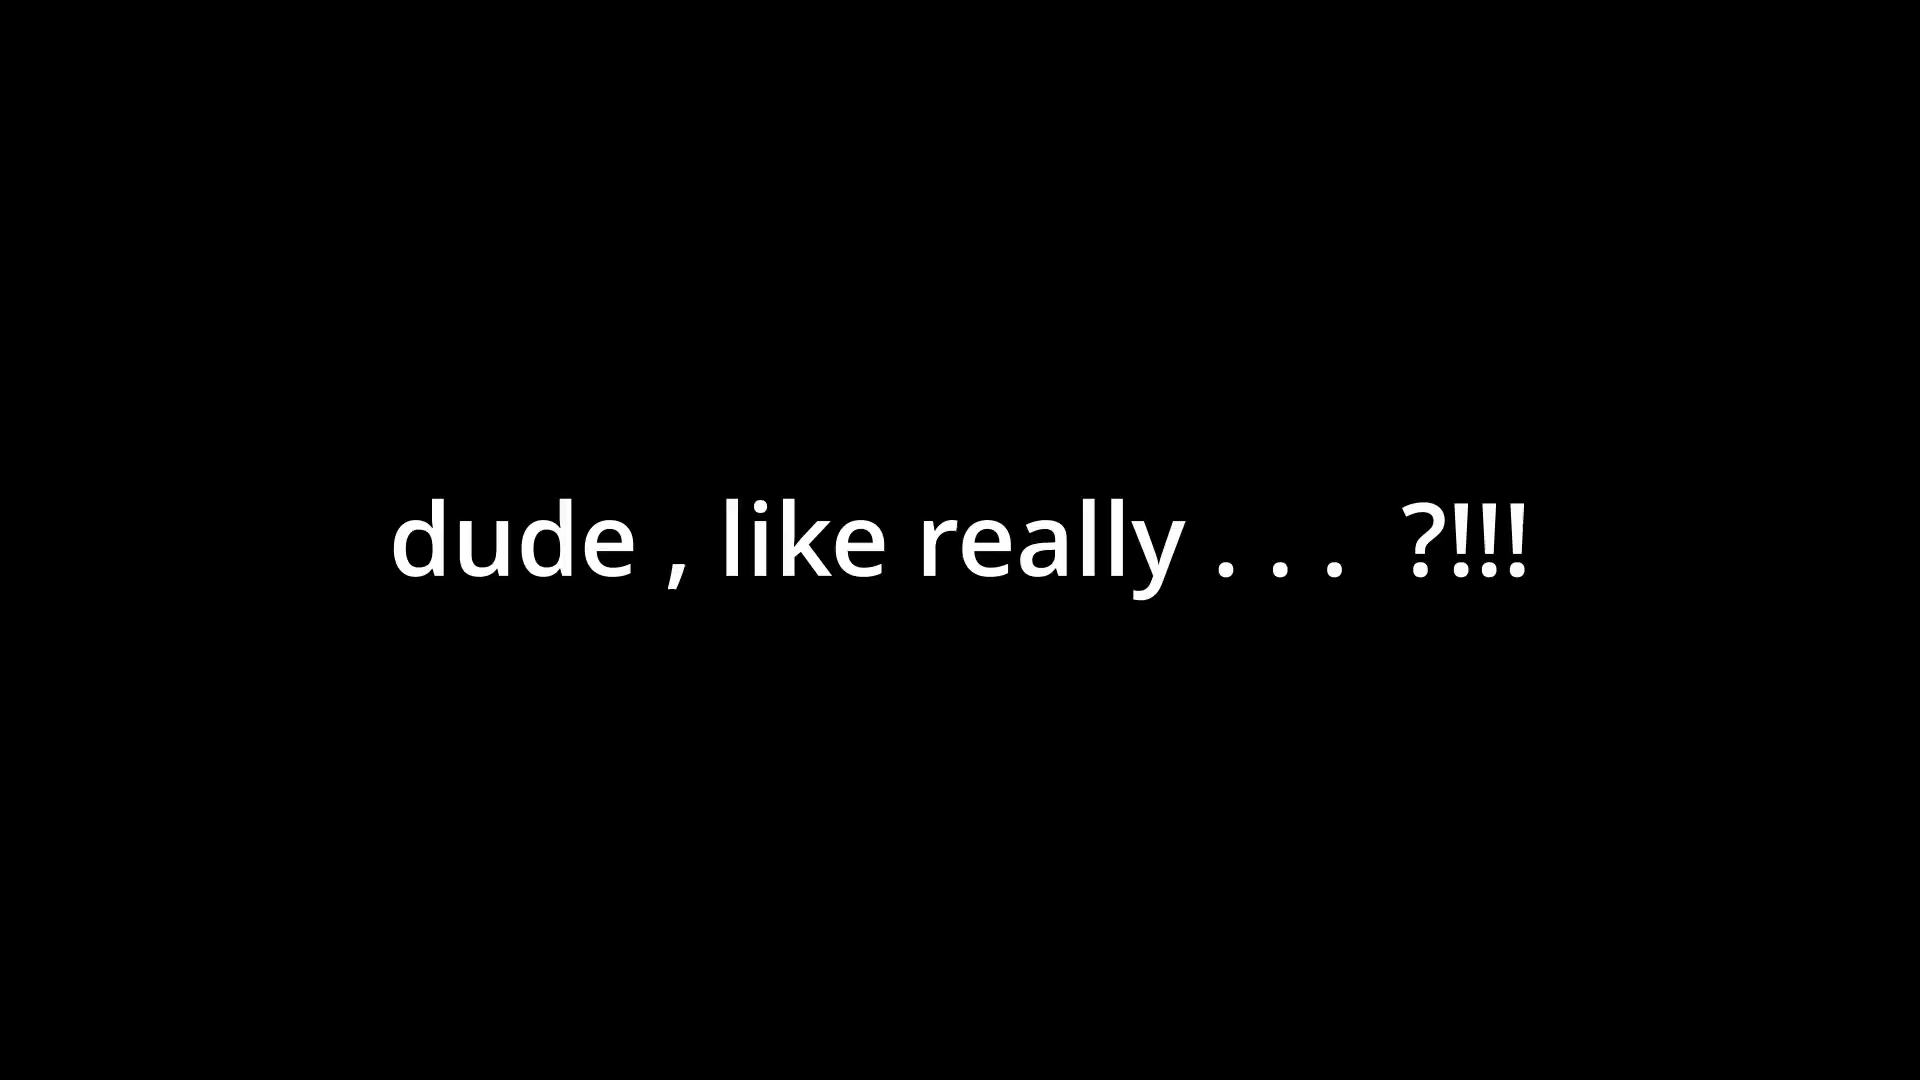 dude , like really . . .  ?!!!